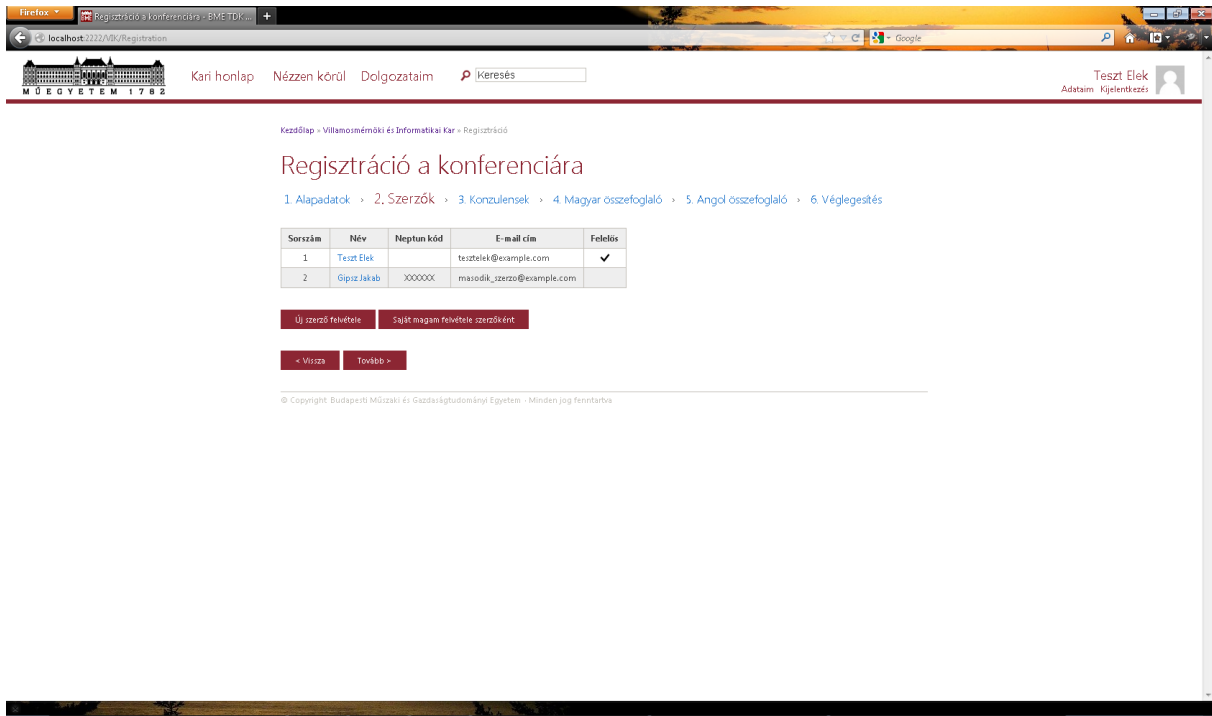 Firefox
Regisztráció a konferenciára - BME TDK ...
+
localhost:2222/VIK/Registration
Google
MŰEGYETEM 1782
Kari honlap Nézzen körül Dolgozataim Keresés
Teszt Elek
Adataim Kijelentkezés
Kezdőlap » Villamosmérnöki és Informatikai Kar » Regisztráció
Regisztráció a konferenciára
1. Alapadatok › 2. Szerzők › 3. Konzulensek › 4. Magyar összefoglaló › 5. Angol összefoglaló › 6. Véglegesítés
Sorszám Név Neptun kód E-mail cím Felelős
1 Teszt Elek tesztelek@example.com ✔
2 Gipsz Jakab XXXXXX masodik_szerzo@example.com
Új szerző felvétele Saját magam felvétele szerzőként
< Vissza Tovább >
© Copyright Budapesti Műszaki és Gazdaságtudományi Egyetem - Minden jog fenntartva